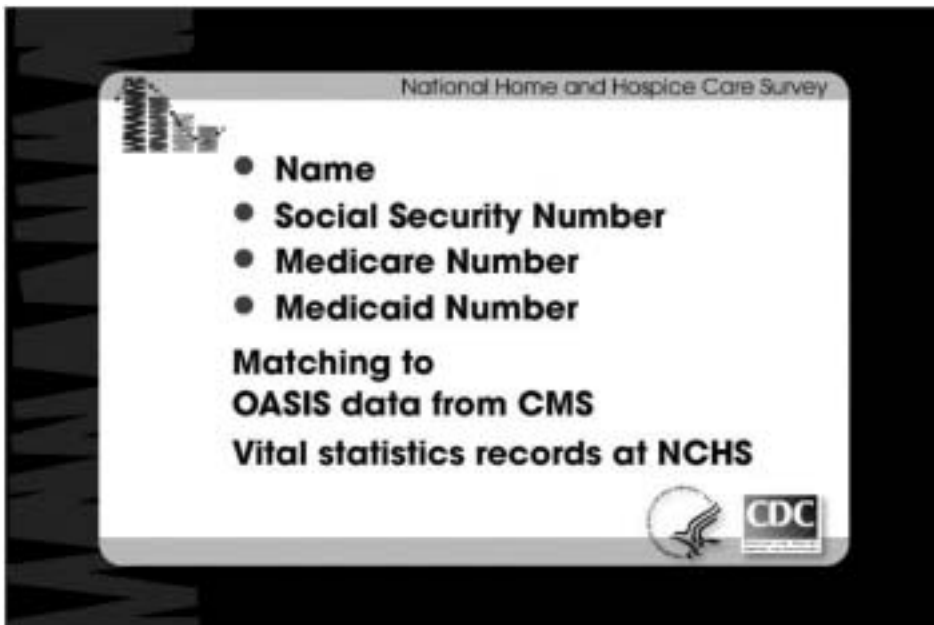 National Home and Hospice Care Survey
• Name
• Social Security Number
• Medicare Number
• Medicaid Number
Matching to
OASIS data from CMS
Vital statistics records at NCHS
CDC